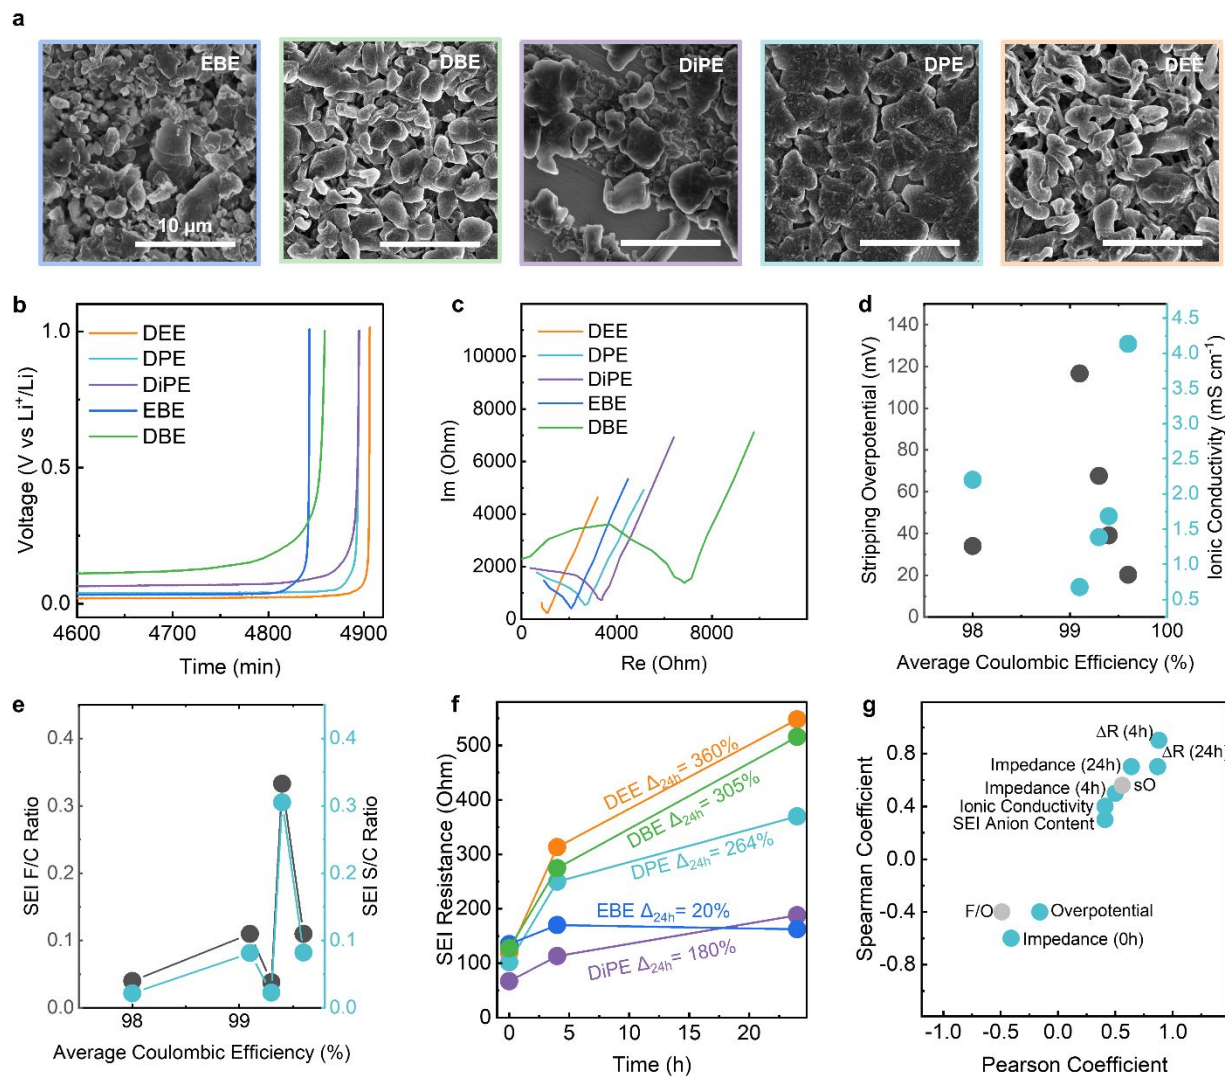 a
EBE
DBE
DiPE
DPE
DEE
10 µm
b
Voltage (V vs Li⁺/Li)
1.0
0.5
0.0
DEE
DPE
DiPE
EBE
DBE
4600
4700
4800
4900
Time (min)
c
Im (Ohm)
10000
8000
6000
4000
2000
0
DEE
DPE
DiPE
EBE
DBE
0
4000
8000
Re (Ohm)
d
Stripping Overpotential (mV)
140
120
100
80
60
40
20
0
Ionic Conductivity (mS cm⁻¹)
4.5
4.0
3.5
3.0
2.5
2.0
1.5
1.0
0.5
98
99
100
Average Coulombic Efficiency (%)
e
SEI F/C Ratio
0.4
0.3
0.2
0.1
0.0
SEI S/C Ratio
0.4
0.3
0.2
0.1
0.0
98
99
Average Coulombic Efficiency (%)
f
SEI Resistance (Ohm)
500
400
300
200
100
0
DEE Δ₂₄ₕ= 360%
DBE Δ₂₄ₕ= 305%
DPE Δ₂₄ₕ= 264%
EBE Δ₂₄ₕ= 20%
DiPE Δ₂₄ₕ= 180%
0
5
10
15
20
Time (h)
g
Spearman Coefficient
0.8
0.4
0.0
-0.4
-0.8
ΔR (4h)
ΔR (24h)
Impedance (24h)
sO
Impedance (4h)
Ionic Conductivity
SEI Anion Content
F/O
Overpotential
Impedance (0h)
-1.0
-0.5
0.0
0.5
1.0
Pearson Coefficient